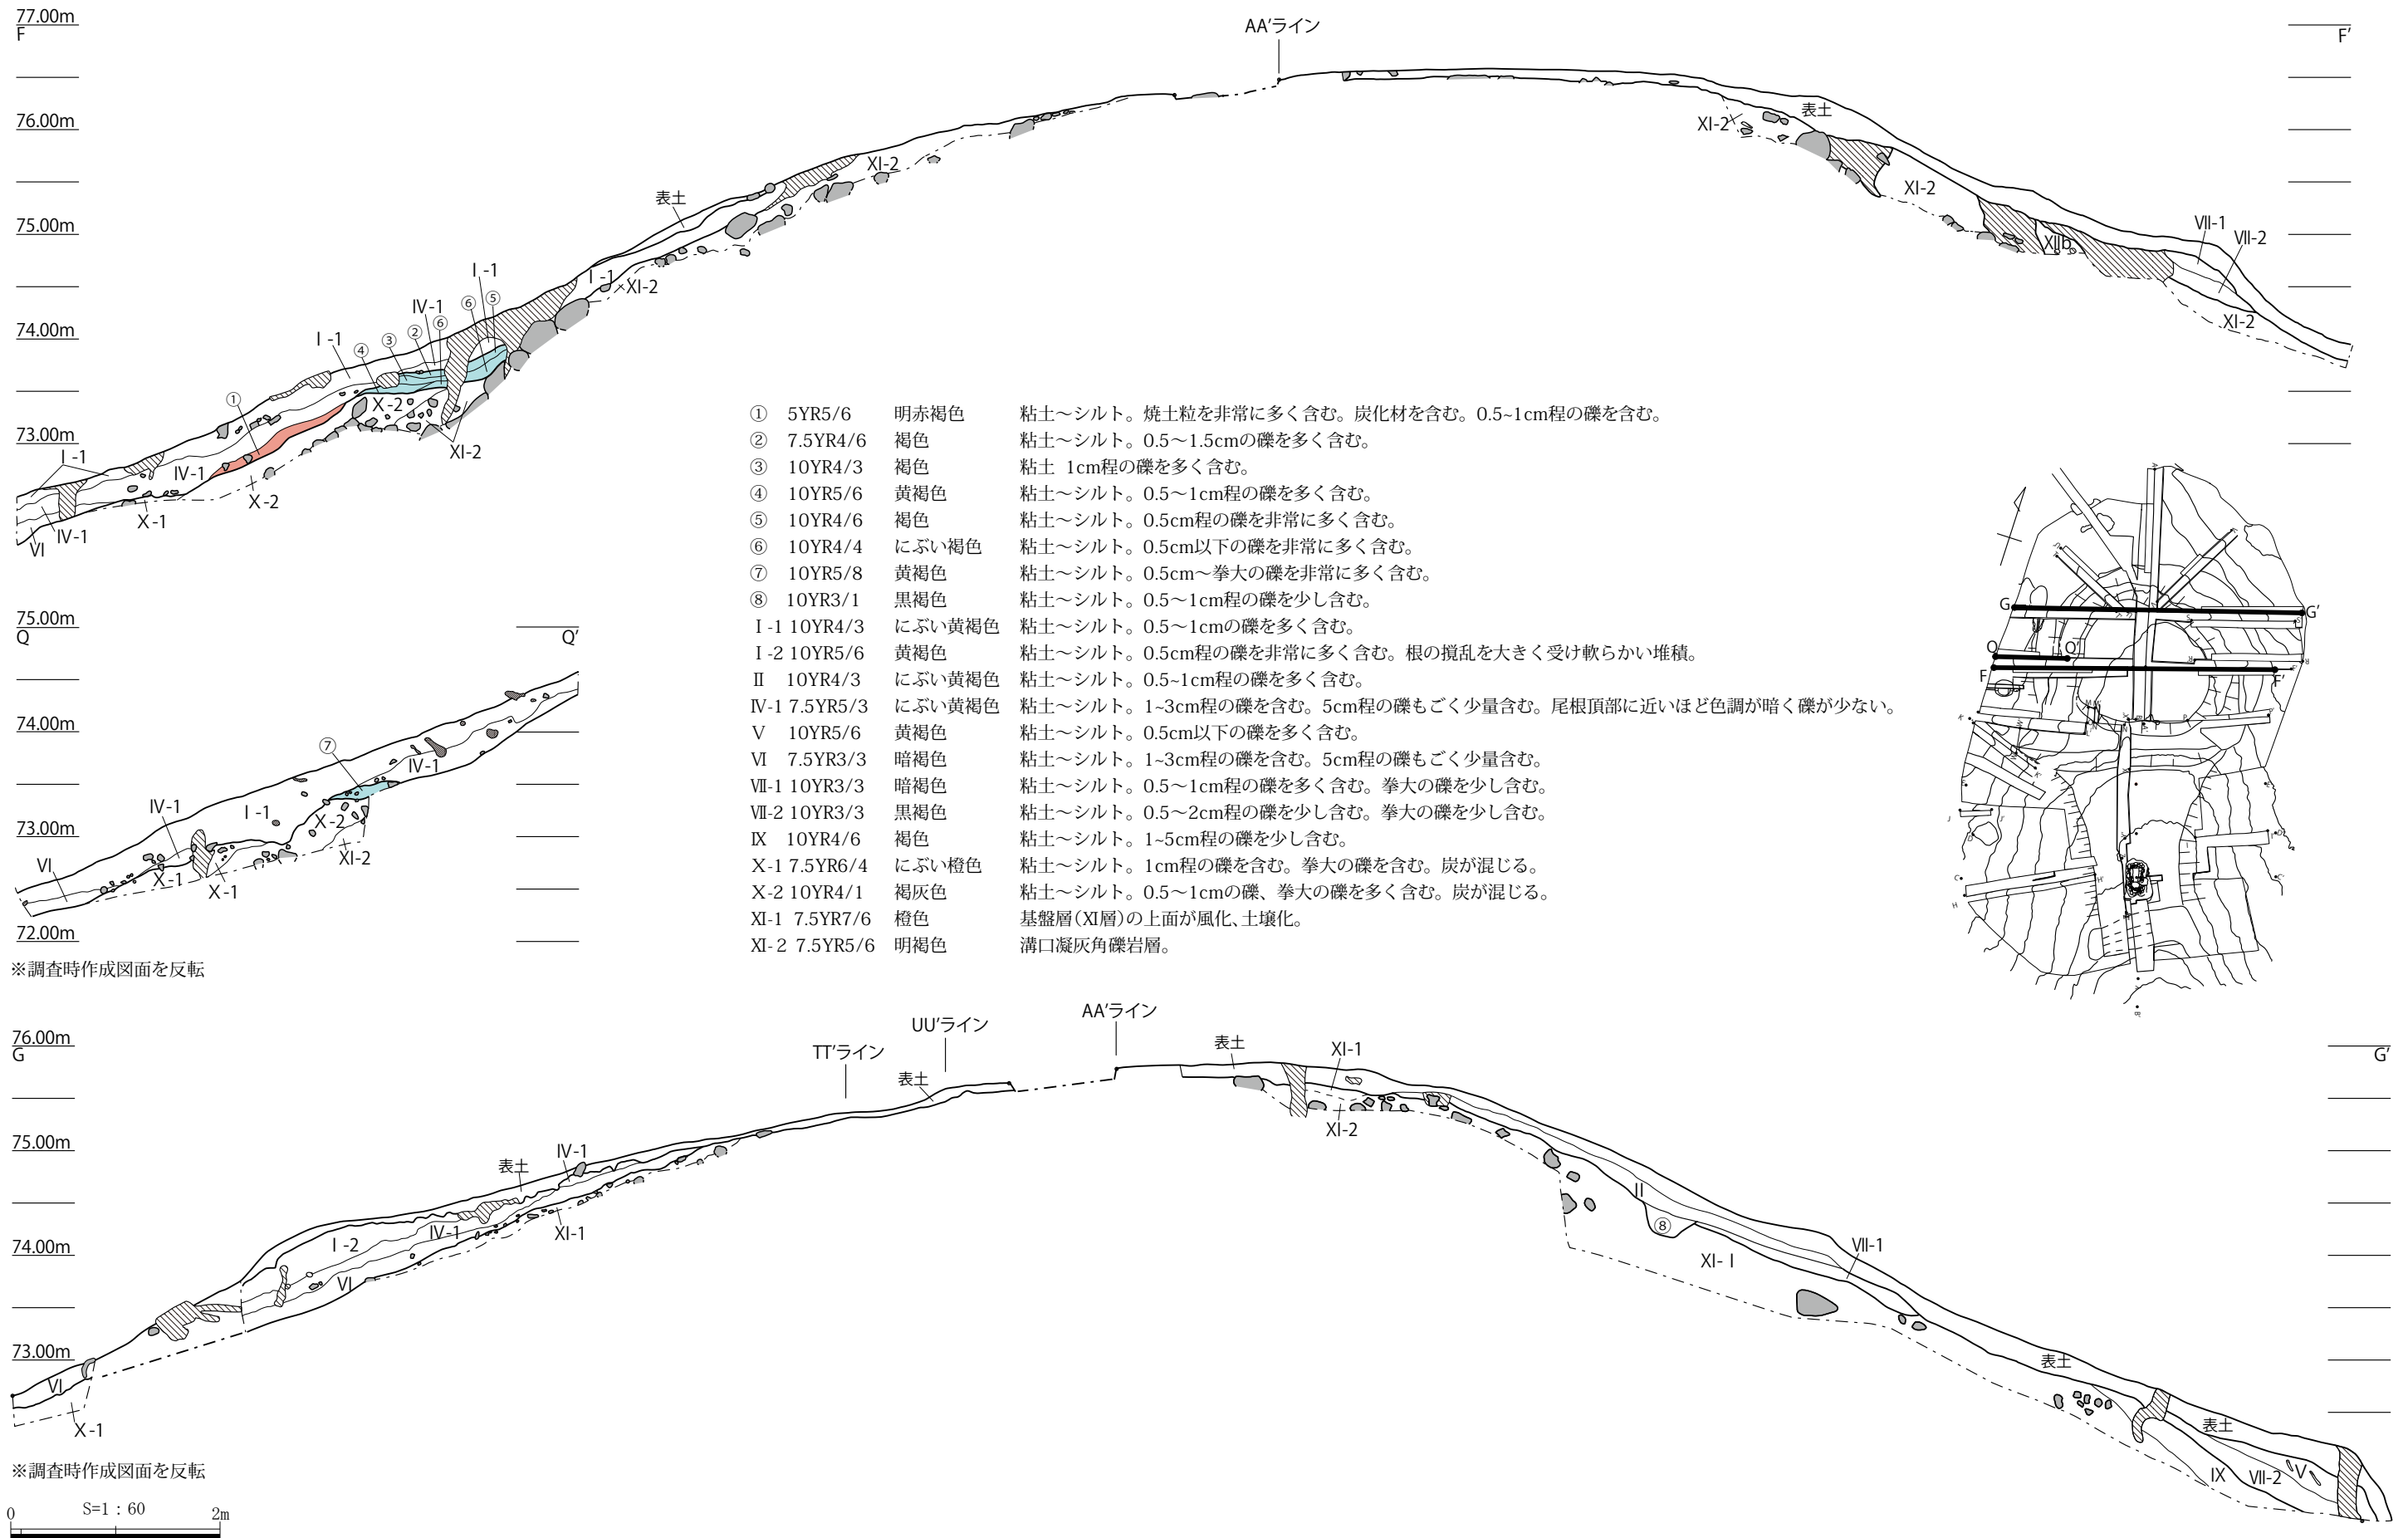 77.00m
F
AA'ライン
F'
76.00m
表土
XI-2
表土
XI-2
XI-2
75.00m
Ⅶ-1
Ⅶ-2
Ⅰ-1
Ⅰ-1
XI-2
Ⅳ-1
⑥
⑤
74.00m
Ⅰ-1
④
③
②
⑥
XI-2
①
X-2
73.00m
Ⅰ-1
Ⅳ-1
XI-2
X-2
X-1
Ⅳ-1
Ⅵ
① 5YR5/6 明赤褐色 粘土～シルト。焼土粒を非常に多く含む。炭化材を含む。0.5~1cm程の礫を含む。
② 7.5YR4/6 褐色 粘土～シルト。0.5～1.5cmの礫を多く含む。
③ 10YR4/3 褐色 粘土 1cm程の礫を多く含む。
④ 10YR5/6 黄褐色 粘土～シルト。0.5～1cm程の礫を多く含む。
⑤ 10YR4/6 褐色 粘土～シルト。0.5cm程の礫を非常に多く含む。
⑥ 10YR4/4 にぶい褐色 粘土～シルト。0.5cm以下の礫を非常に多く含む。
⑦ 10YR5/8 黄褐色 粘土～シルト。0.5cm～拳大の礫を非常に多く含む。
⑧ 10YR3/1 黒褐色 粘土～シルト。0.5～1cm程の礫を少し含む。
Ⅰ-1 10YR4/3 にぶい黄褐色 粘土～シルト。0.5～1cmの礫を多く含む。
Ⅰ-2 10YR5/6 黄褐色 粘土～シルト。0.5cm程の礫を非常に多く含む。根の撹乱を大きく受け軟らかい堆積。
Ⅱ 10YR4/3 にぶい黄褐色 粘土～シルト。0.5~1cm程の礫を多く含む。
Ⅳ-1 7.5YR5/3 にぶい黄褐色 粘土～シルト。1~3cm程の礫を含む。5cm程の礫もごく少量含む。尾根頂部に近いほど色調が暗く礫が少ない。
Ⅴ 10YR5/6 黄褐色 粘土～シルト。0.5cm以下の礫を多く含む。
Ⅵ 7.5YR3/3 暗褐色 粘土～シルト。1~3cm程の礫を含む。5cm程の礫もごく少量含む。
Ⅶ-1 10YR3/3 暗褐色 粘土～シルト。0.5～1cm程の礫を多く含む。拳大の礫を少し含む。
Ⅶ-2 10YR3/3 黒褐色 粘土～シルト。0.5～2cm程の礫を少し含む。拳大の礫を少し含む。
Ⅸ 10YR4/6 褐色 粘土～シルト。1~5cm程の礫を少し含む。
X-1 7.5YR6/4 にぶい橙色 粘土～シルト。1cm程の礫を含む。拳大の礫を含む。炭が混じる。
X-2 10YR4/1 褐灰色 粘土～シルト。0.5～1cmの礫、拳大の礫を多く含む。炭が混じる。
XI-1 7.5YR7/6 橙色 基盤層(XI層)の上面が風化、土壌化。
XI-2 7.5YR5/6 明褐色 溝口凝灰角礫岩層。
G
G'
Q
Q'
F
F'
75.00m
Q
Q'
74.00m
⑦
Ⅳ-1
Ⅳ-1
Ⅰ-1
73.00m
X-2
XI-2
Ⅵ
X-1
X-1
72.00m
※調査時作成図面を反転
AA'ライン
UU'ライン
TT'ライン
76.00m
G
G'
表土
XI-1
表土
XI-2
75.00m
Ⅳ-1
表土
Ⅱ
⑧
74.00m
Ⅰ-2
Ⅳ-1
XI-1
Ⅶ-1
XI-Ⅰ
Ⅵ
73.00m
表土
Ⅵ
表土
X-1
Ⅸ
Ⅶ-2
Ⅴ
※調査時作成図面を反転
S=1：60
0
2m